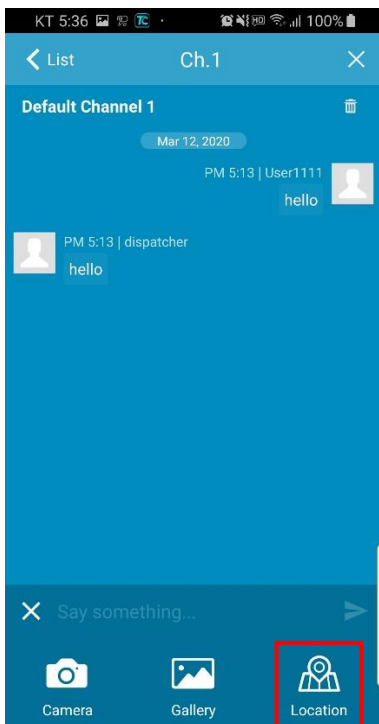 KT 5:36 TC 100%
List Ch.1
Default Channel 1
Mar 12, 2020
PM 5:13 | User1111
hello
PM 5:13 | dispatcher
hello
Say something...
Camera Gallery Location